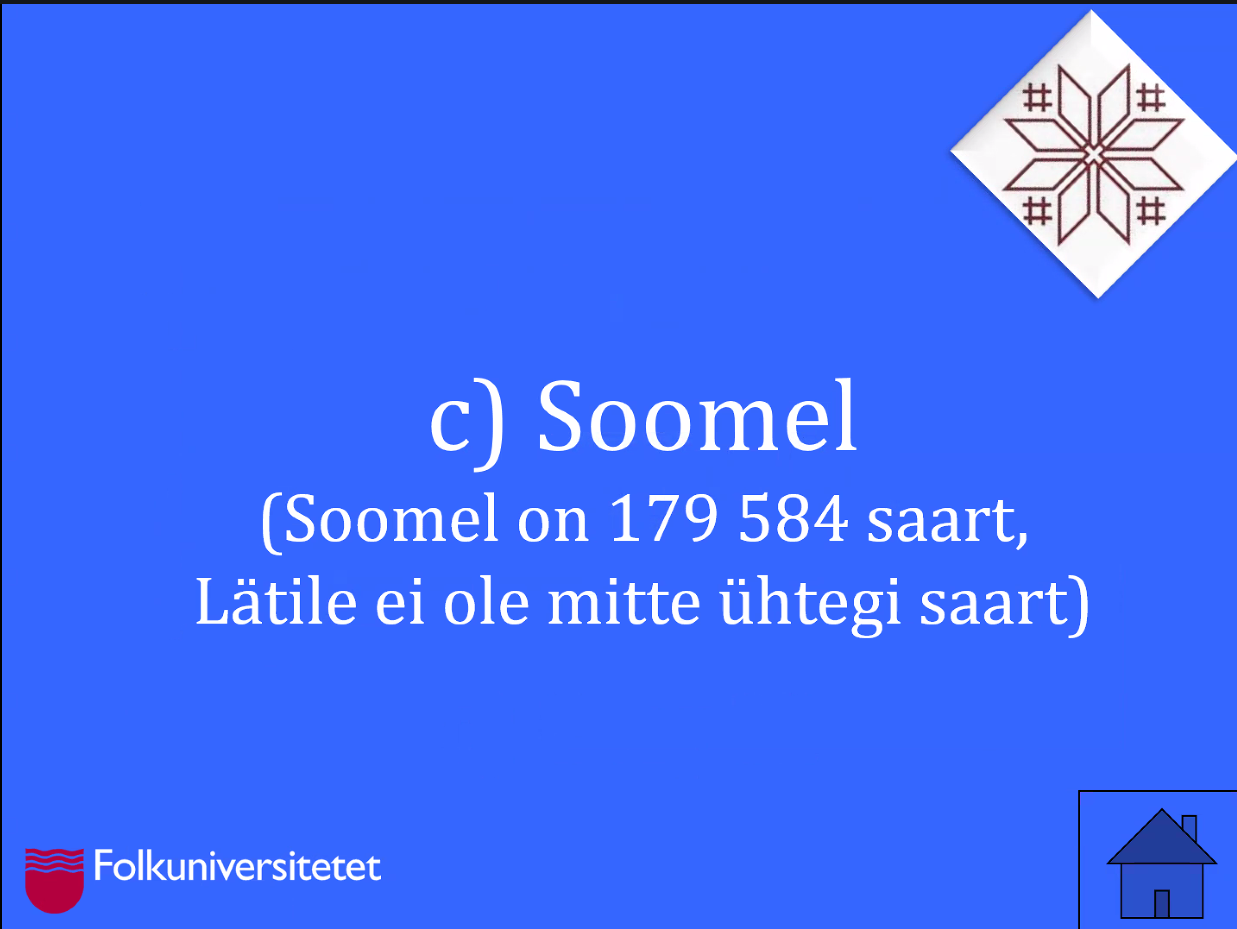 c) Soomel
(Soomel on 179 584 saart,
Lätile ei ole mitte ühtegi saart)
Folkuniversitetet